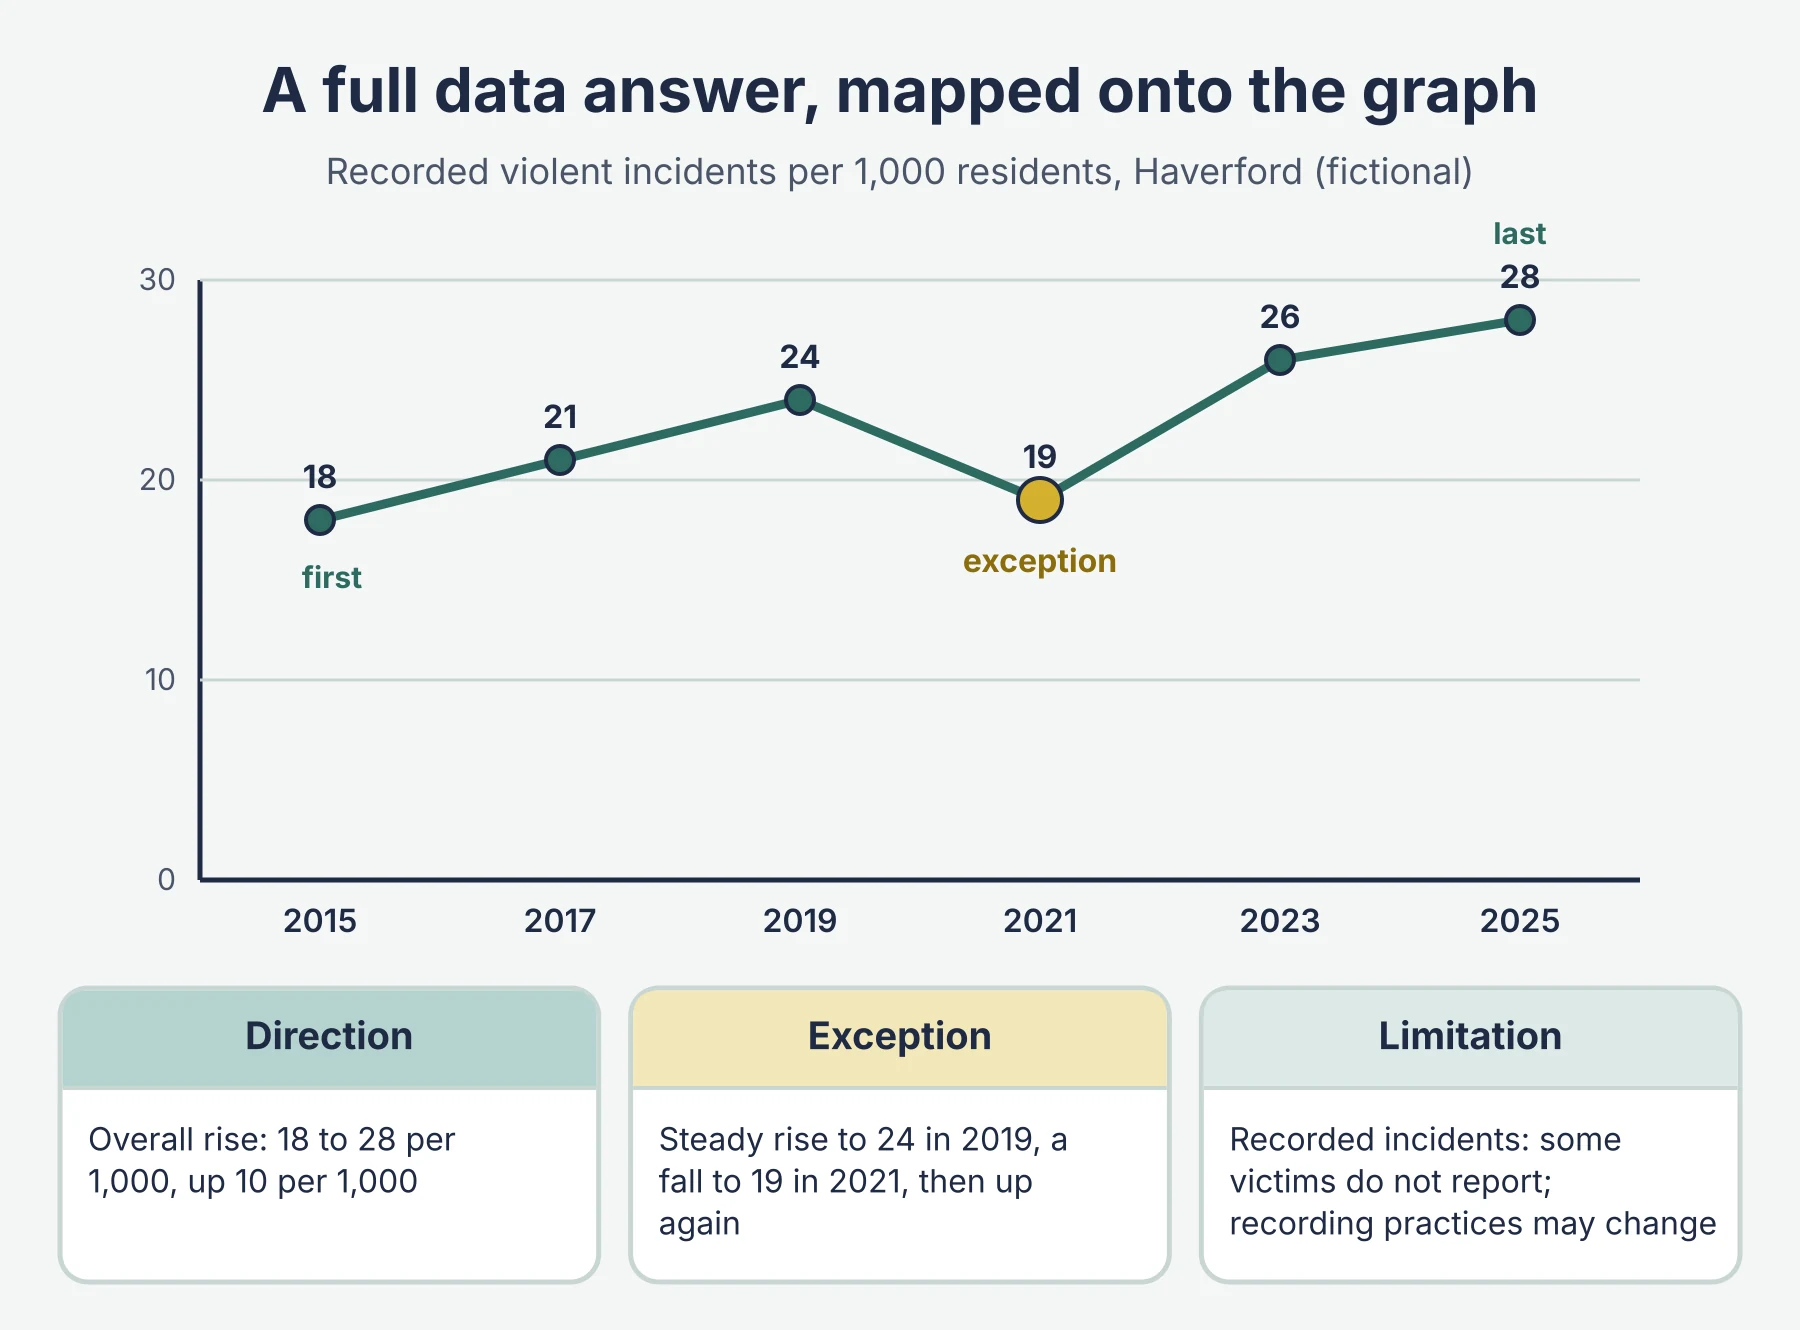 A full data answer, mapped onto the graph
Recorded violent incidents per 1,000 residents, Haverford (fictional)
last
30
28
26
24
21
19
18
20
exception
first
10
0
2015 2017 2019 2021 2023 2025
Direction
Overall rise: 18 to 28 per
1,000, up 10 per 1,000
Exception
Steady rise to 24 in 2019, a
fall to 19 in 2021, then up
again
Limitation
Recorded incidents: some
victims do not report;
recording practices may change